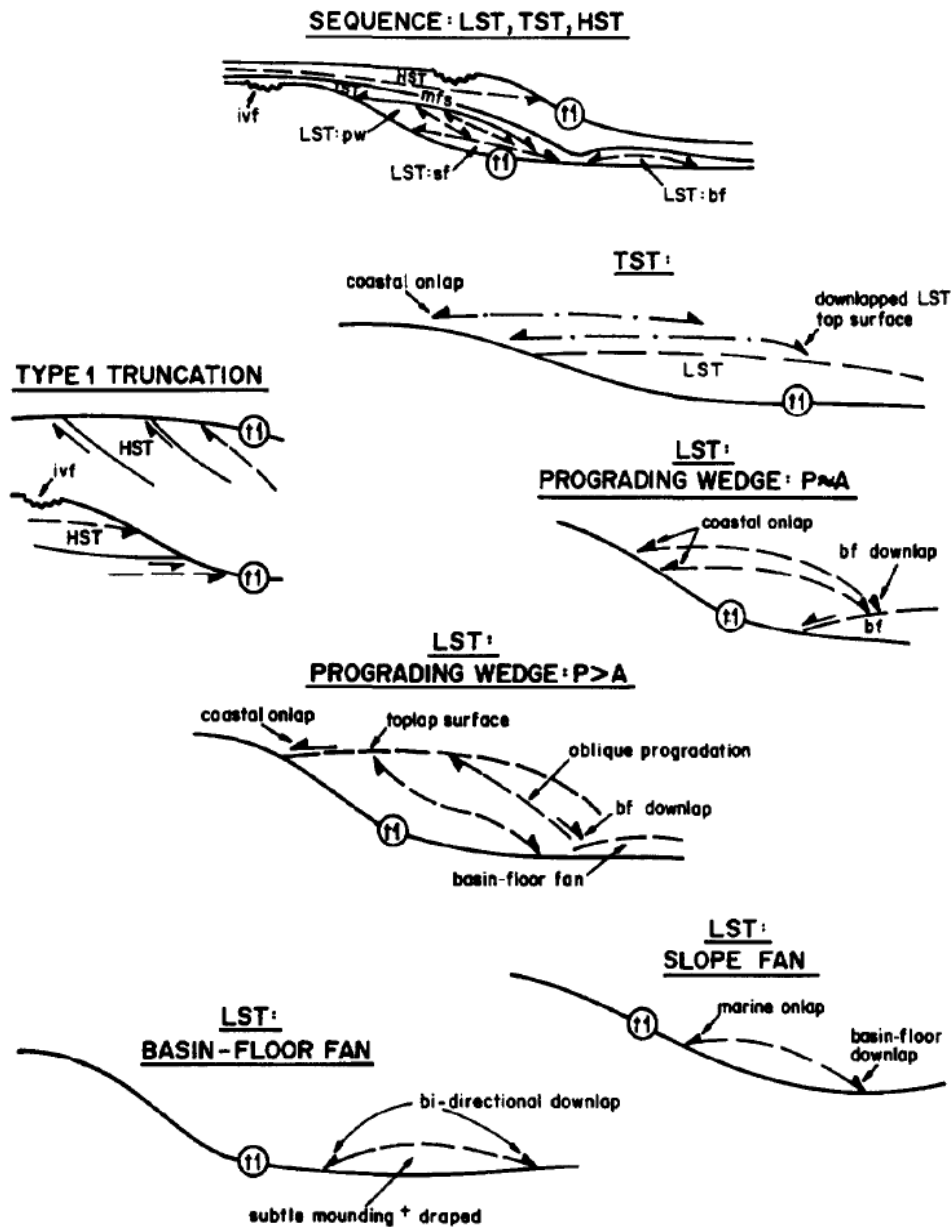 SEQUENCE: LST, TST, HST
HST
TST
mfs
ivf
LST: pw
t1
LST: sf
t1
LST: bf
TST:
coastal onlap
downlapped LST
top surface
LST
t1
TYPE 1 TRUNCATION
HST
t1
ivf
HST
t1
LST:
PROGRADING WEDGE: P≈A
coastal onlap
bf downlap
t1
bf
LST:
PROGRADING WEDGE: P>A
coastal onlap
toplap surface
oblique progradation
bf downlap
t1
basin-floor fan
LST:
SLOPE FAN
t1
marine onlap
basin-floor
downlap
LST:
BASIN-FLOOR FAN
bi-directional downlap
t1
subtle mounding + draped